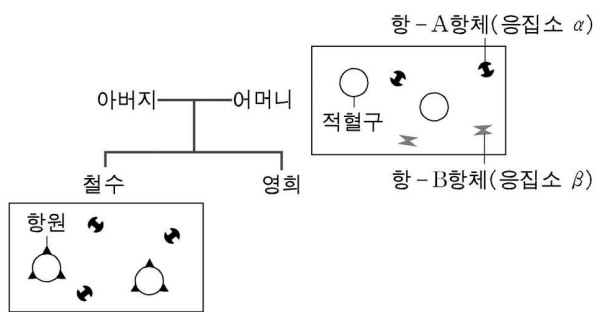 항-A항체(응집소 α)
아버지
어머니
적혈구
항-B항체(응집소 β)
철수
영희
항원